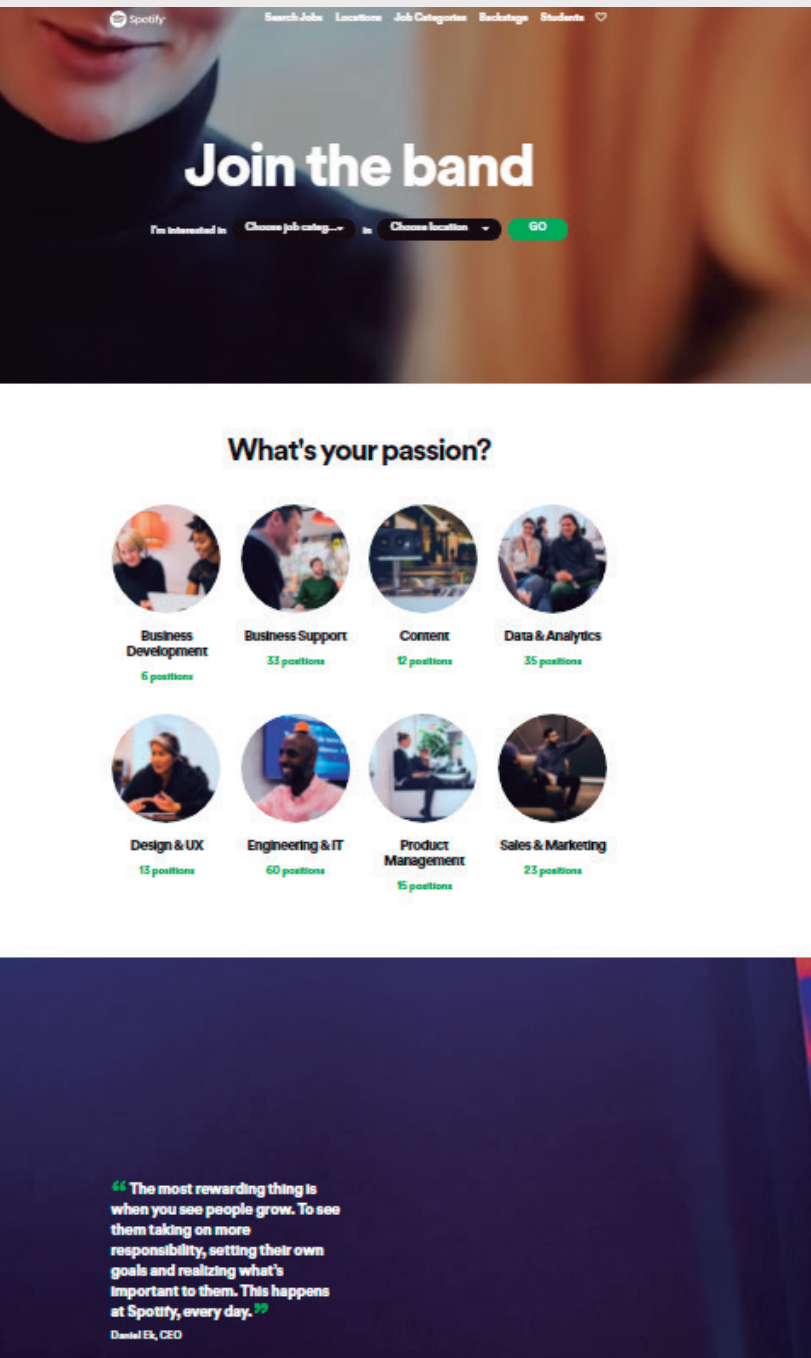 Spotify
Search Jobs Locations Job Categories Backstage Students
Join the band
I'm interested in Choose job categ... in Choose location GO
What's your passion?
Business
Development
6 positions
Business Support
33 positions
Content
12 positions
Data & Analytics
35 positions
Design & UX
13 positions
Engineering & IT
60 positions
Product
Management
15 positions
Sales & Marketing
23 positions
“ The most rewarding thing is
when you see people grow. To see
them taking on more
responsibility, setting their own
goals and realizing what's
important to them. This happens
at Spotify, every day. ”
Daniel Ek, CEO